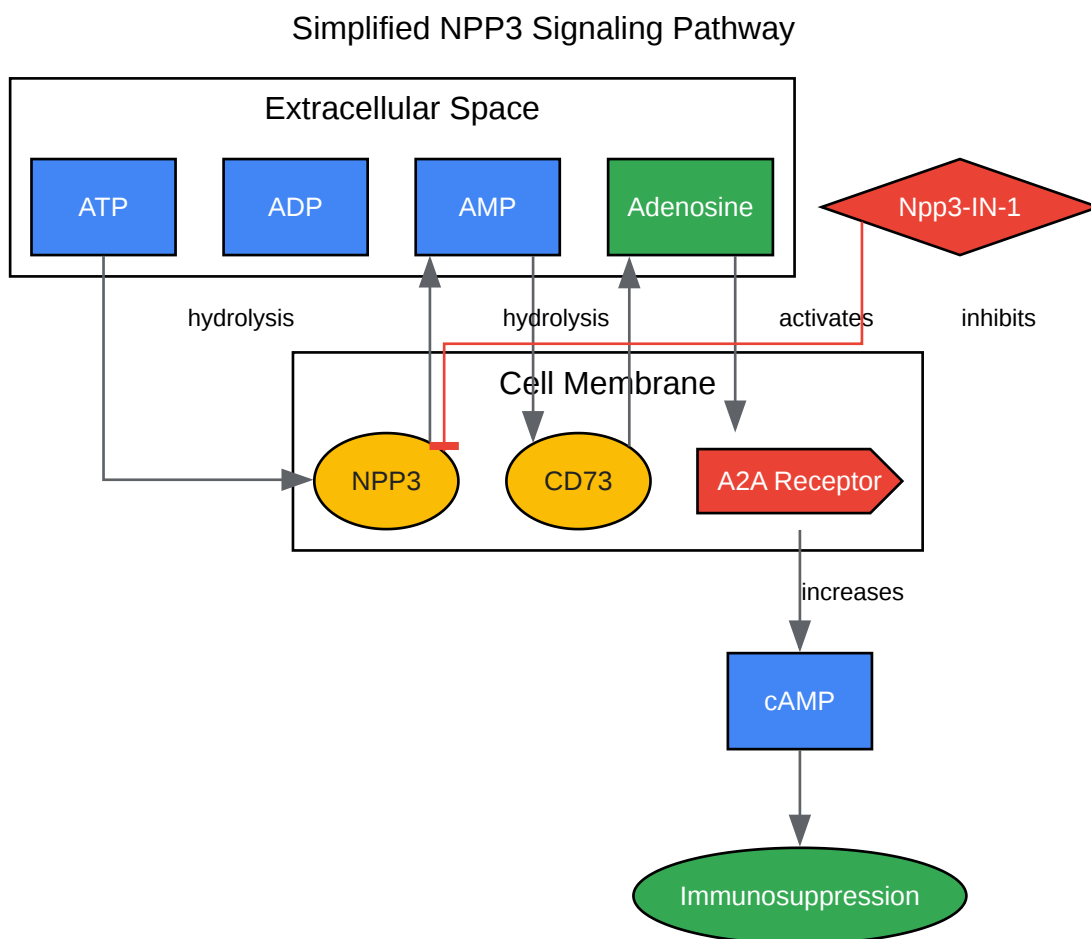 Simplified NPP3 Signaling Pathway
Extracellular Space
ATP
ADP
AMP
Adenosine
Npp3-IN-1
hydrolysis
hydrolysis
activates
inhibits
Cell Membrane
NPP3
CD73
A2A Receptor
increases
cAMP
Immunosuppression